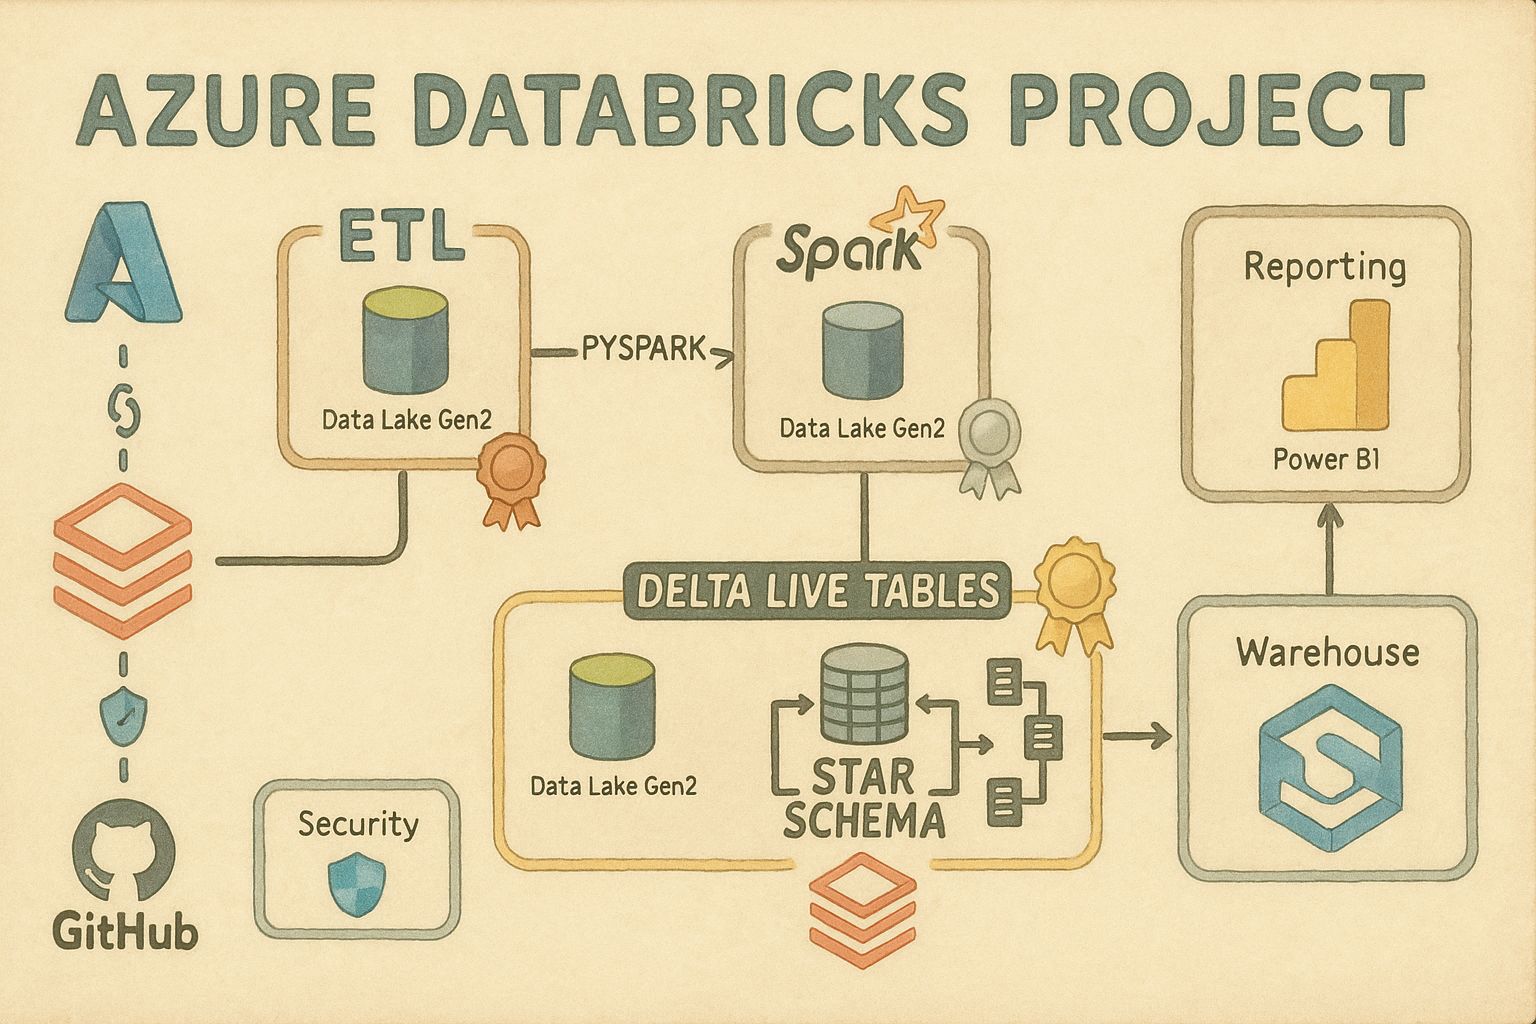 AZURE DATABRICKS PROJECT
ETL
Data Lake Gen2
PYSPARK
Spark
Data Lake Gen2
Reporting
Power BI
DELTA LIVE TABLES
Data Lake Gen2
STAR
SCHEMA
Warehouse
Security
GitHub